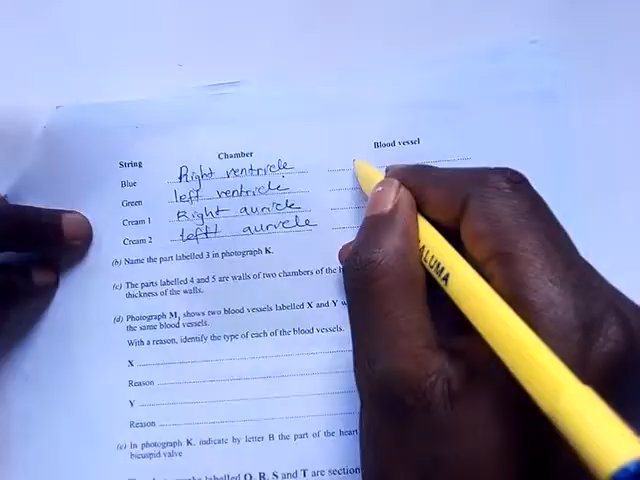 String Chamber Blood vessel
Blue Right ventricle
Green left ventricle
Cream 1 Right auricle
Cream 2 left auricle
(b) Name the part labelled 3 in photograph K.
(c) The parts labelled 4 and 5 are walls of two chambers of the
thickness of the walls.
(d) Photograph M, shows two blood vessels labelled X and Y
the same blood vessels.
With a reason, identify the type of each of the blood vessels.
X
Reason
Y
Reason
(e) In photograph K, indicate by letter B the part of the heart
bicuspid valve
labelled Q, R, S and T are section
ALUMA